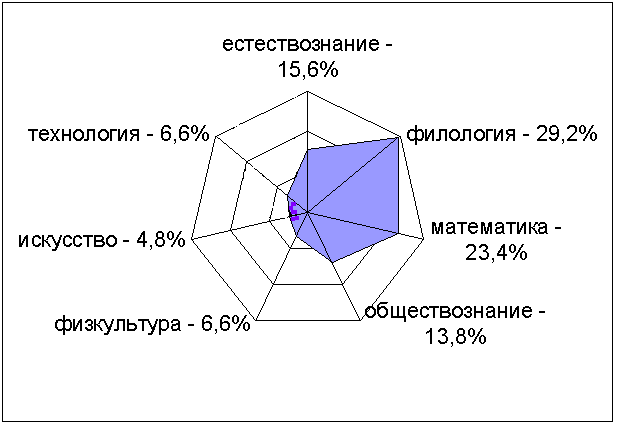 естествознание -
15,6%
филология - 29,2%
математика -
23,4%
обществознание -
13,8%
физкультура - 6,6%
искусство - 4,8%
технология - 6,6%